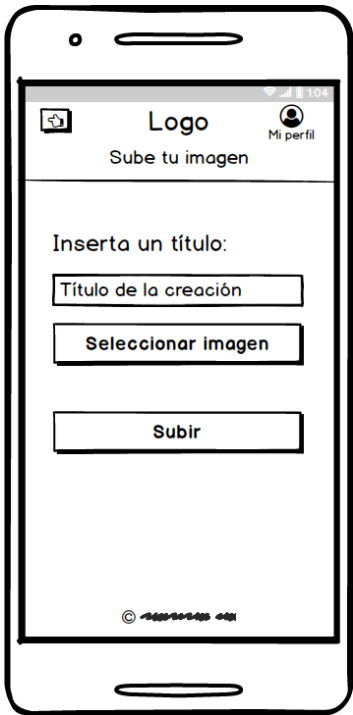 1:04
Logo
Mi perfil
Sube tu imagen
Inserta un título:
Título de la creación
Seleccionar imagen
Subir
©